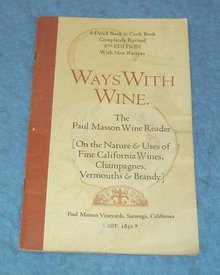 A Drink Book & Cook Book
Completely Revised
8TH EDITION
With New Recipes
WAYS WITH
WINE.
The
Paul Masson Wine Reader
[On the Nature & Uses of
Fine California Wines,
Champagnes,
Vermouths & Brandy.]
Paul Masson Vineyards, Saratoga, California
EST. 1852